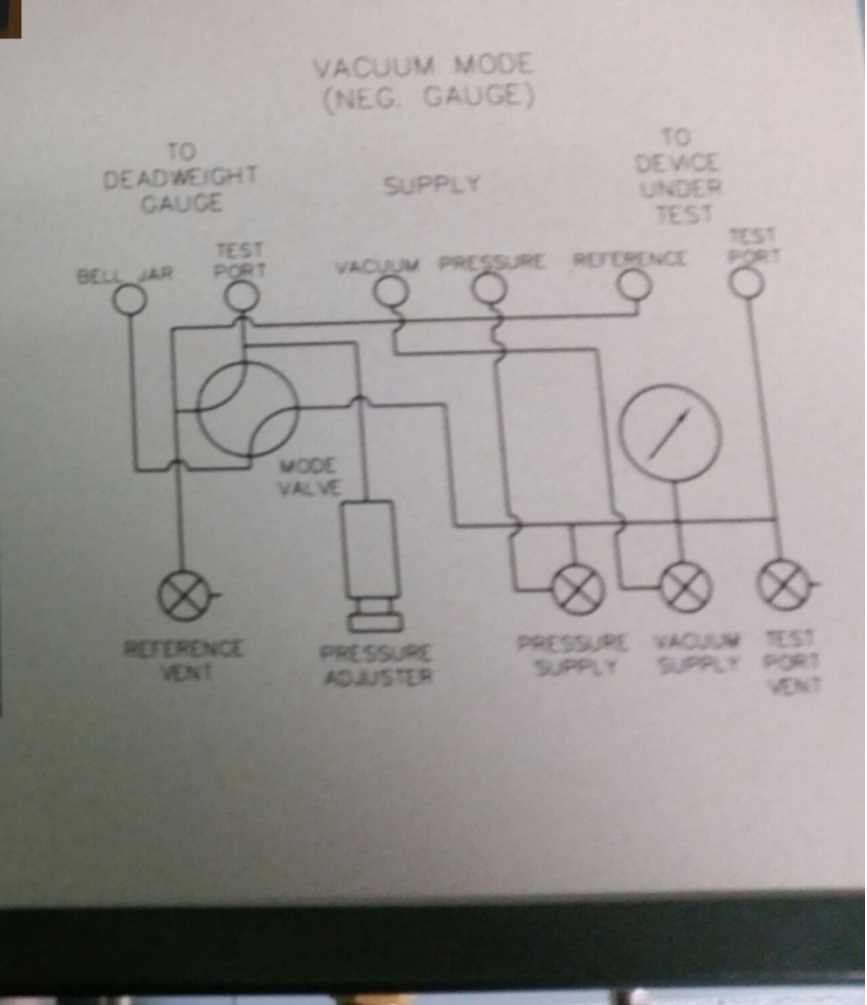 VACUUM MODE
(NEG. GAUGE)
TO
DEADWEIGHT
GAUGE
SUPPLY
TO
DEVICE
UNDER
TEST
BELL JAR
TEST
PORT
VACUUM
PRESSURE
REFERENCE
TEST
PORT
MODE
VALVE
REFERENCE
VENT
PRESSURE
ADJUSTER
PRESSURE
SUPPLY
VACUUM
SUPPLY
TEST
PORT
VENT